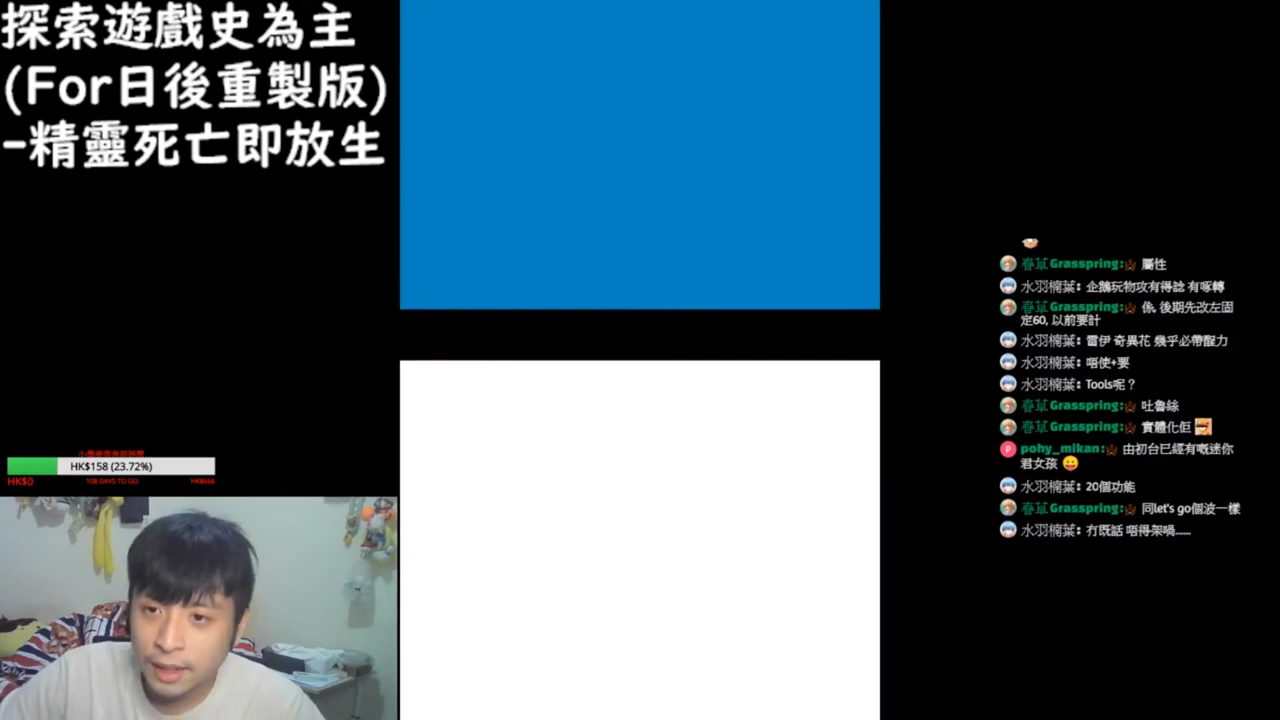 探索遊戲史為主
(For日後重製版)
-精靈死亡即放生
HK$158 (23.72%)
HK$0
108 DAYS TO GO
HK$666
春草Grasspring: 屬性
水羽楠葉: 企鵝玩物攻有得諗 有啄轉
春草Grasspring: 係, 後期先改左固
定60, 以前要計
水羽楠葉: 雷伊 奇異花 幾乎必帶醒力
水羽楠葉: 唔使+要
水羽楠葉: Tools呢?
春草Grasspring: 吐魯絲
春草Grasspring: 實體化佢
pohy_mikan: 由初台已經有嘅迷你
君女孩
水羽楠葉: 20個功能
春草Grasspring: 同let's go個波一樣
水羽楠葉: 冇既話 唔得架喎......